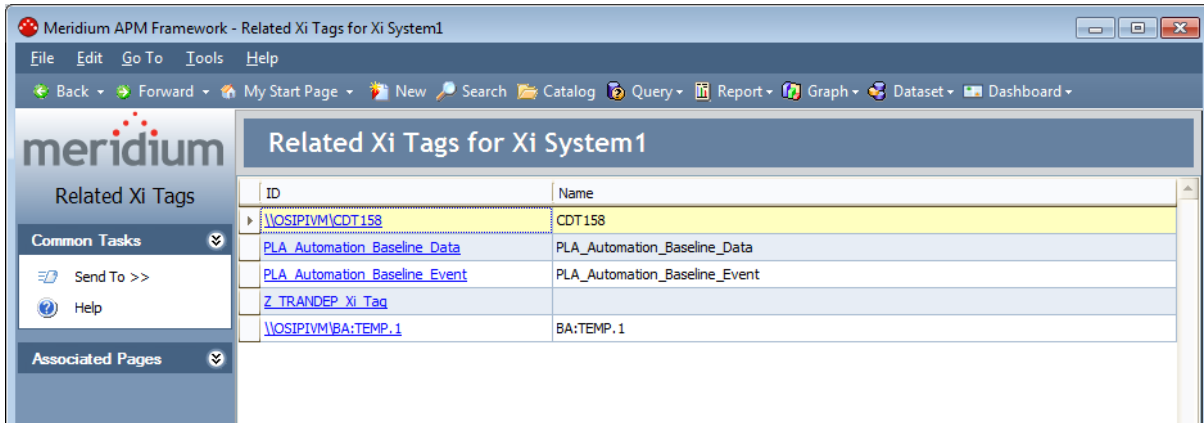 Meridium APM Framework - Related Xi Tags for Xi System1
File Edit Go To Tools Help
Back Forward My Start Page New Search Catalog Query Report Graph Dataset Dashboard
meridium
Related Xi Tags for Xi System1
Related Xi Tags
ID Name
\\OSIPIVM\CDT158 CDT158
Common Tasks
PLA_Automation_Baseline_Data PLA_Automation_Baseline_Data
Send To >>
PLA_Automation_Baseline_Event PLA_Automation_Baseline_Event
Help
Z_TRANDEP_Xi_Tag
\\OSIPIVM\BA:TEMP.1 BA:TEMP.1
Associated Pages